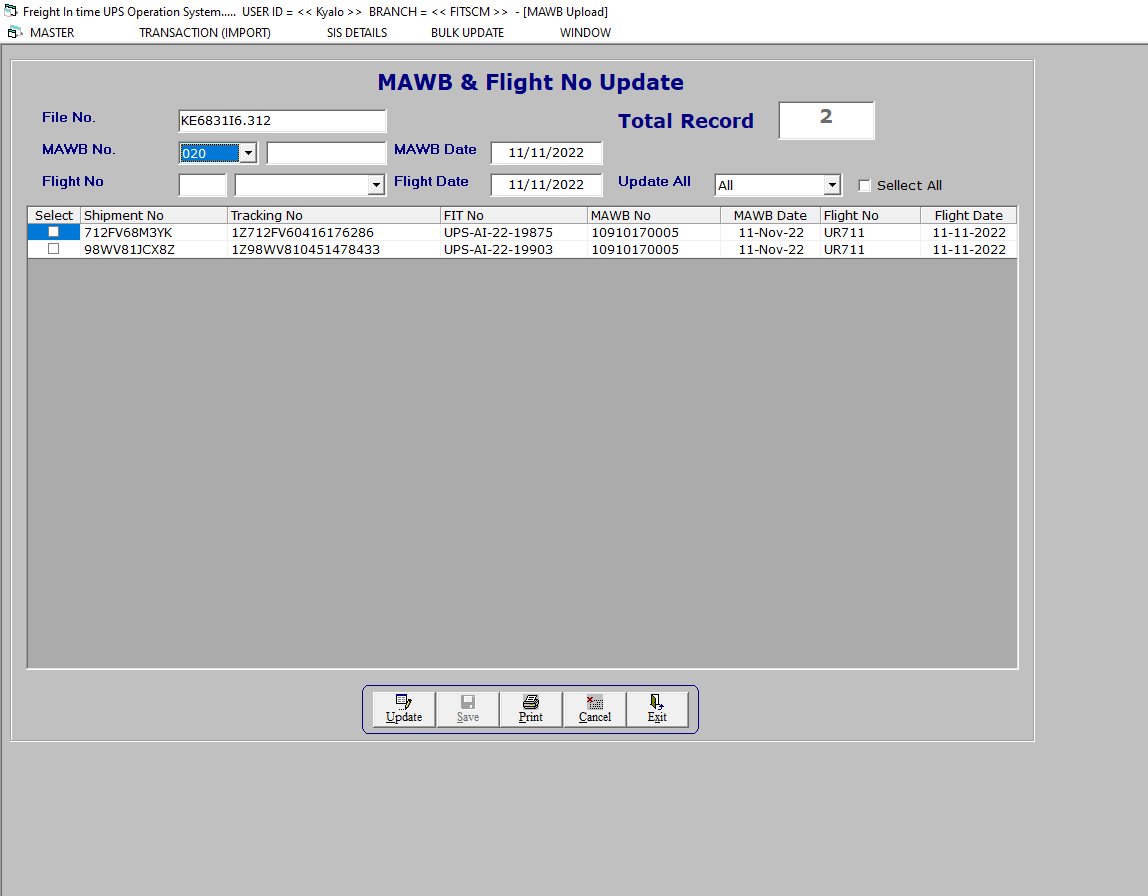 Freight In time UPS Operation System..... USER ID = << Kyalo >> BRANCH = << FITSCM >> - [MAWB Upload]
MASTER TRANSACTION (IMPORT) SIS DETAILS BULK UPDATE WINDOW
MAWB & Flight No Update
File No. KE6831I6.312 Total Record 2
MAWB No. 020 MAWB Date 11/11/2022
Flight No Flight Date 11/11/2022 Update All All Sellect All
Select Shipment No Tracking No FIT No MAWB No MAWB Date Flight No Flight Date
712FV68M3YK 1Z712FV60416176286 UPS-AI-22-19875 10910170005 11-Nov-22 UR711 11-11-2022
98WV81JCX8Z 1Z98WV810451478433 UPS-AI-22-19903 10910170005 11-Nov-22 UR711 11-11-2022
Update Save Print Cancel Exit